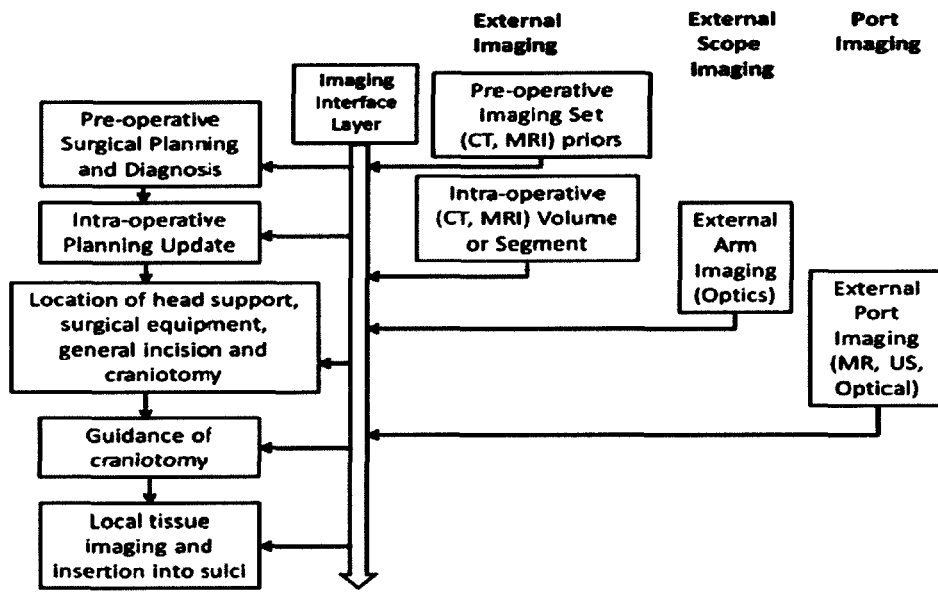 External
Imaging
External
Scope
Imaging
Port
Imaging
Imaging
Interface
Layer
Pre-operative
Imaging Set
(CT, MRI) priors
Pre-operative
Surgical Planning
and Diagnosis
Intra-operative
(CT, MRI) Volume
or Segment
Intra-operative
Planning Update
External
Arm
Imaging
(Optics)
External
Port
Imaging
(MR, US,
Optical)
Location of head support,
surgical equipment,
general incision and
craniotomy
Guidance of
craniotomy
Local tissue
imaging and
insertion into sulci